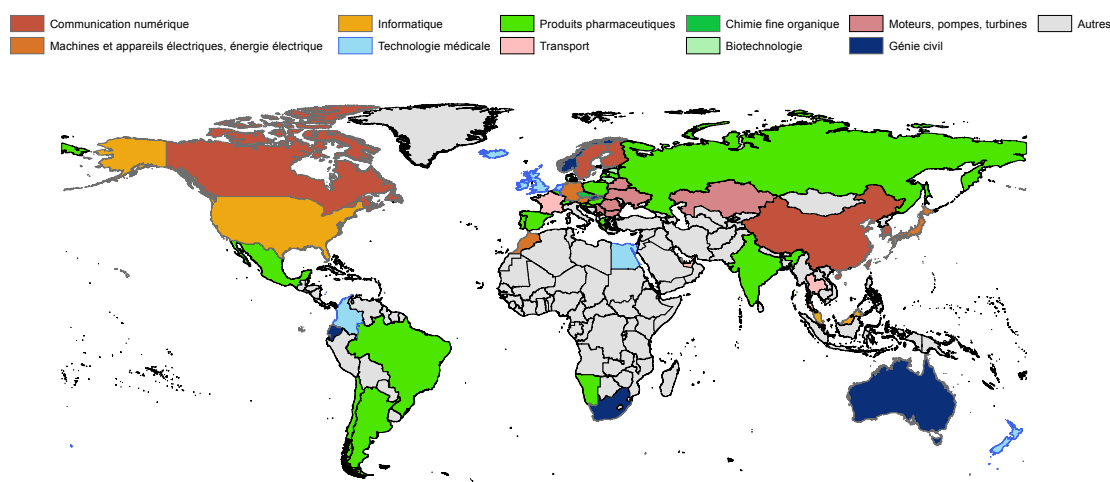 Communication numérique Informatique Produits pharmaceutiques Chimie fine organique Moteurs, pompes, turbines Autres
Machines et appareils électriques, énergie électrique Technologie médicale Transport Biotechnologie Génie civil